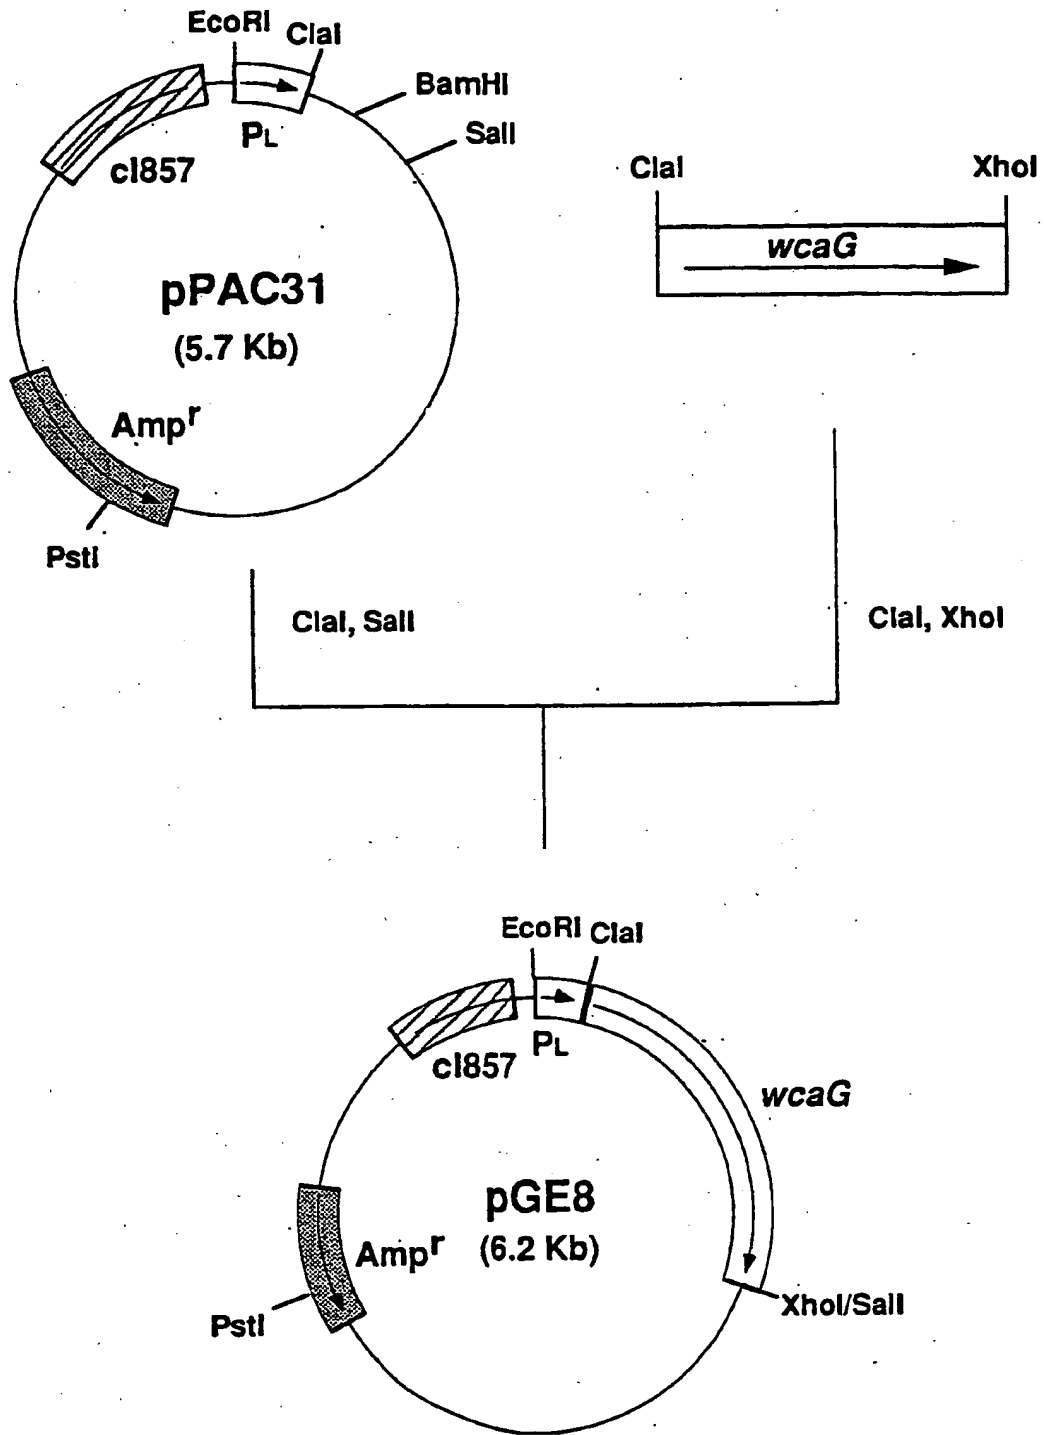 EcoRI
ClaI
BamHI
SalI
PL
cI857
pPAC31
(5.7 Kb)
Ampr
PstI
ClaI
XhoI
wcaG
ClaI, SalI
ClaI, XhoI
EcoRI
ClaI
PL
cI857
wcaG
pGE8
(6.2 Kb)
Ampr
PstI
XhoI/SalI